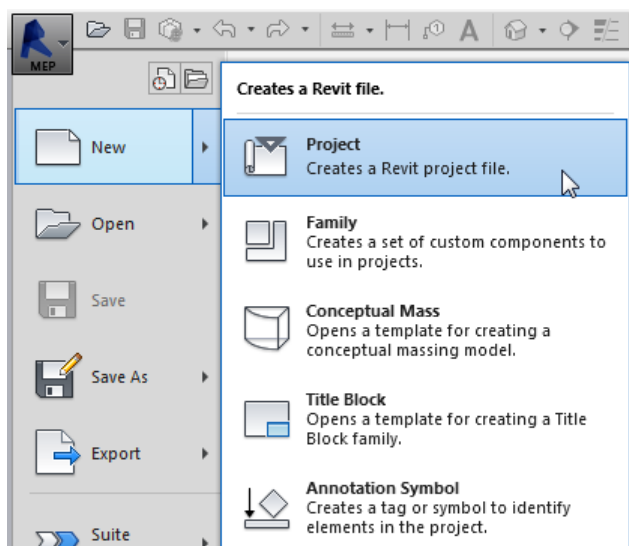 MEP
A
New
Open
Save
Save As
Export
Suite
Creates a Revit file.
Project
Creates a Revit project file.
Family
Creates a set of custom components to
use in projects.
Conceptual Mass
Opens a template for creating a
conceptual massing model.
Title Block
Opens a template for creating a Title
Block family.
Annotation Symbol
Creates a tag or symbol to identify
elements in the project.